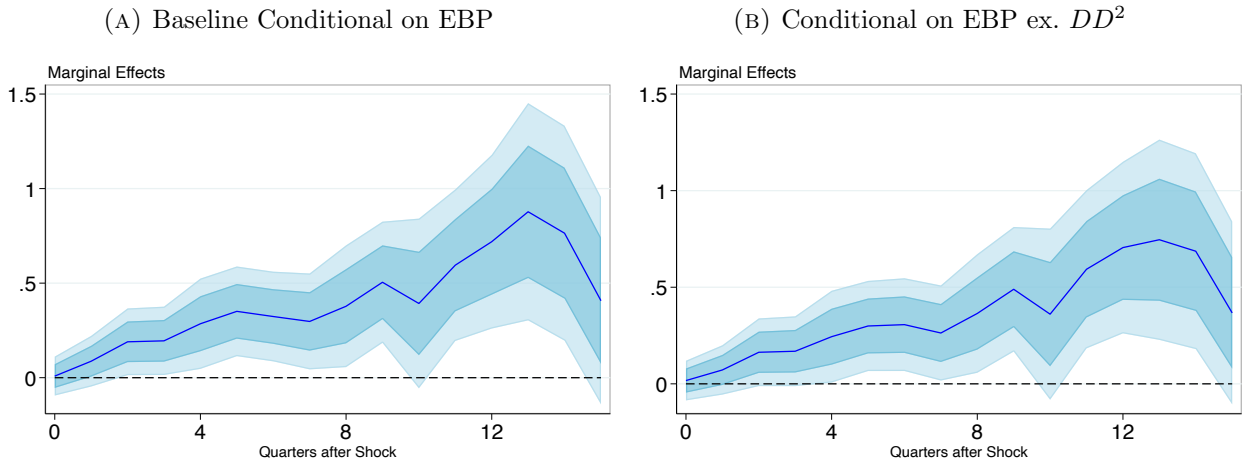 (A) Baseline Conditional on EBP
Marginal Effects
1.5
1
.5
0
0 4 8 12
Quarters after Shock
(B) Conditional on EBP ex. DD²
Marginal Effects
1.5
1
.5
0
0 4 8 12
Quarters after Shock